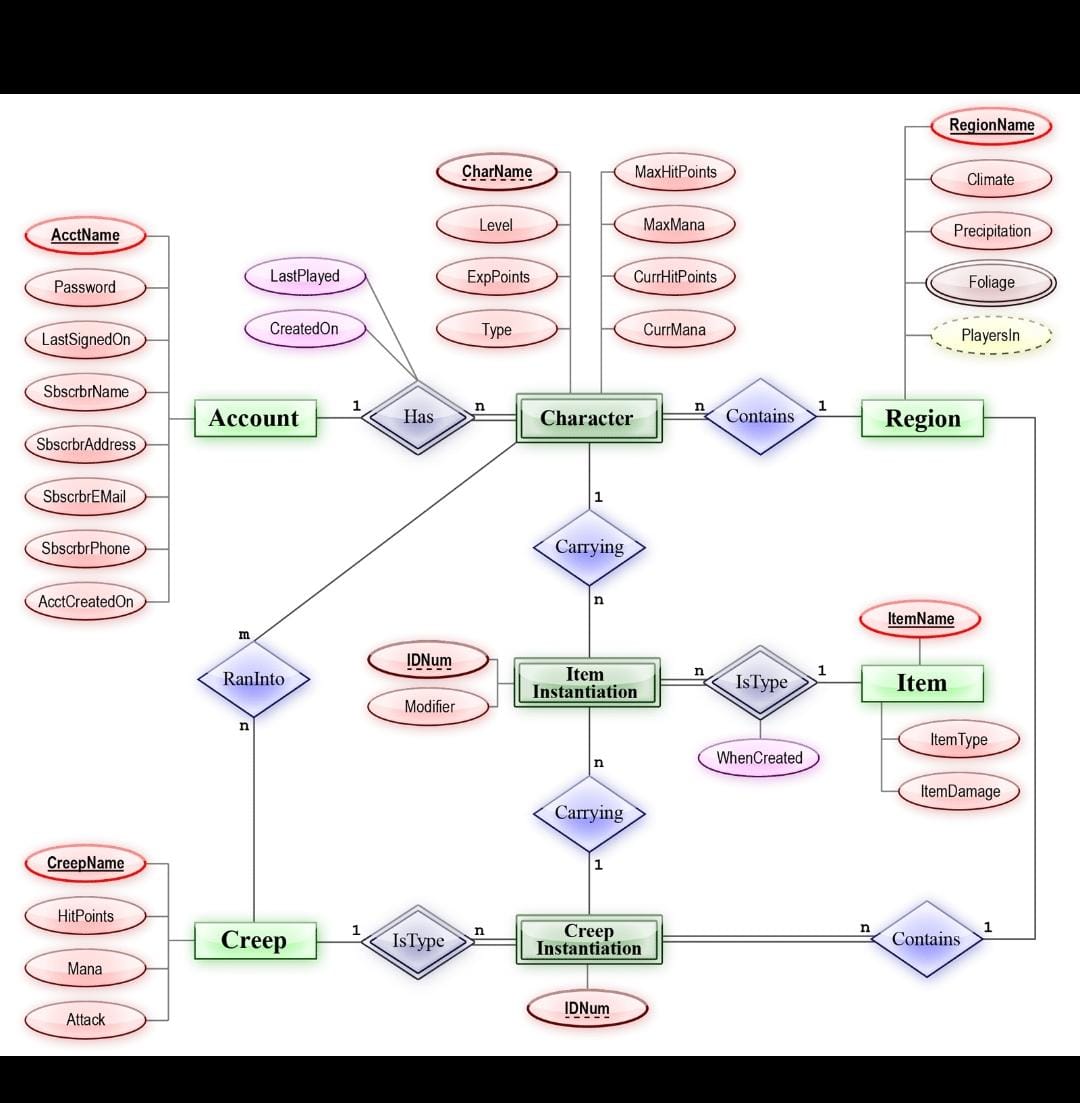 RegionName
CharName
MaxHitPoints
Climate
AcctName
Level
MaxMana
Precipitation
Password
LastPlayed
ExpPoints
CurrHitPoints
Foliage
LastSignedOn
CreatedOn
Type
CurrMana
PlayersIn
SbscrbrName
Account
1
Has
n
Character
n
Contains
1
Region
SbscrbrAddress
SbscrbrEMail
1
SbscrbrPhone
Carrying
AcctCreatedOn
n
ItemName
m
RanInto
IDNum
Item
Instantiation
n
IsType
1
Item
Modifier
n
WhenCreated
n
ItemType
ItemDamage
Carrying
CreepName
1
HitPoints
Creep
1
IsType
n
Creep
Instantiation
n
Contains
1
Mana
Attack
IDNum